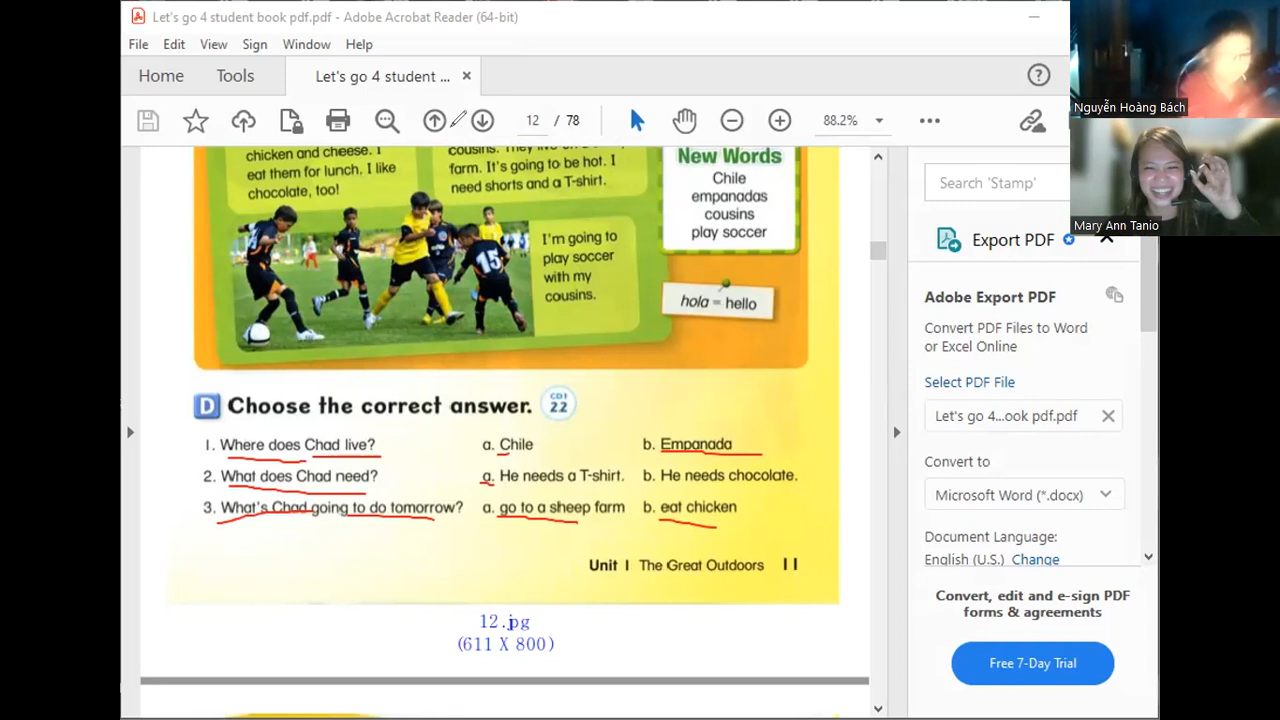 Let's go 4 student book pdf.pdf - Adobe Acrobat Reader (64-bit)
File Edit View Sign Window Help
Home Tools Let's go 4 student ... ×
12 / 78 88.2%
chicken and cheese. I
eat them for lunch. I like
chocolate, too!
farm. It's going to be hot. I
need shorts and a T-shirt.
New Words
Chile
empanadas
cousins
play soccer
I'm going to
play soccer
with my
cousins.
15
hola = hello
D Choose the correct answer. CD1 22
1. Where does Chad live? a. Chile b. Empanada
2. What does Chad need? a. He needs a T-shirt. b. He needs chocolate.
3. What's Chad going to do tomorrow? a. go to a sheep farm b. eat chicken
Unit 1 The Great Outdoors 11
12.jpg
(611 X 800)
Nguyễn Hoàng Bách
Mary Ann Tanio
Search 'Stamp'
Export PDF
Adobe Export PDF
Convert PDF Files to Word
or Excel Online
Select PDF File
Let's go 4...ook pdf.pdf
Convert to
Microsoft Word (*.docx)
Document Language:
English (U.S.) Change
Convert, edit and e-sign PDF
forms & agreements
Free 7-Day Trial